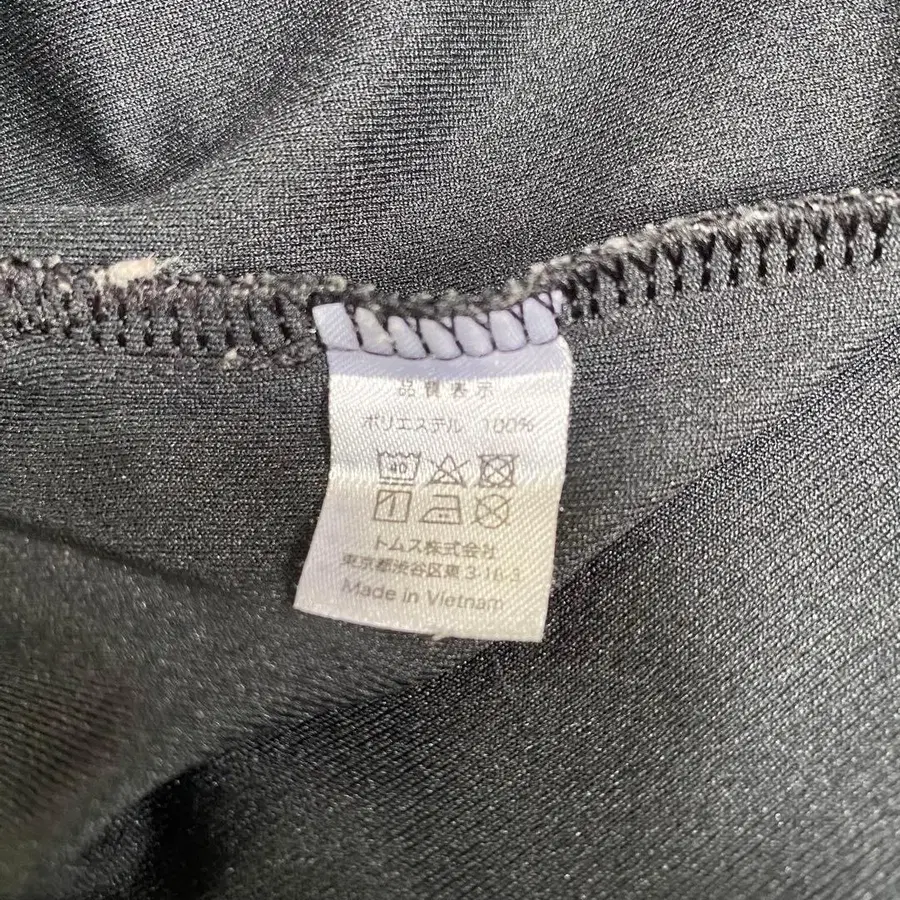 品質表示
ポリエステル 100%
40
トムス株式会社
東京都渋谷区東 3-16-3
Made in Vietnam